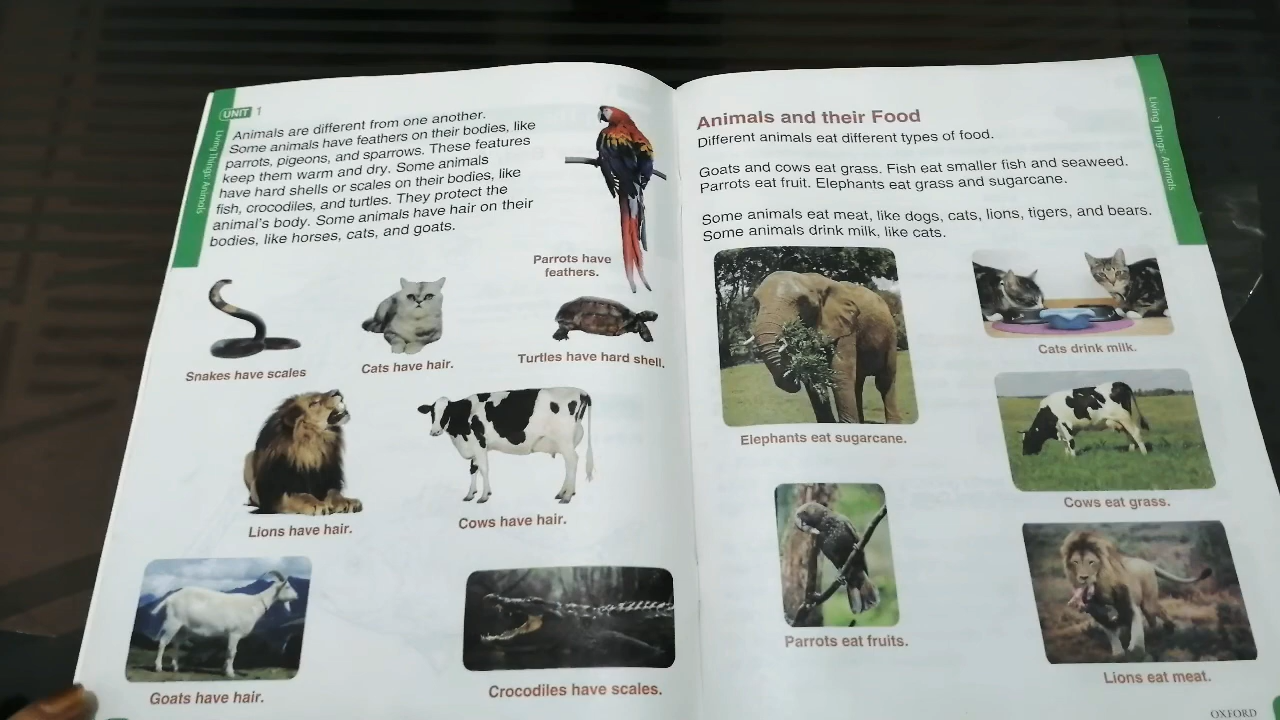 UNIT 1
Living Things: Animals
Animals are different from one another.
Some animals have feathers on their bodies, like
parrots, pigeons, and sparrows. These features
keep them warm and dry. Some animals
have hard shells or scales on their bodies, like
fish, crocodiles, and turtles. They protect the
animal's body. Some animals have hair on their
bodies, like horses, cats, and goats.
Parrots have
feathers.
Snakes have scales
Cats have hair.
Turtles have hard shell.
Lions have hair.
Cows have hair.
Goats have hair.
Crocodiles have scales.
Living Things: Animals
Animals and their Food
Different animals eat different types of food.
Goats and cows eat grass. Fish eat smaller fish and seaweed.
Parrots eat fruit. Elephants eat grass and sugarcane.
Some animals eat meat, like dogs, cats, lions, tigers, and bears.
Some animals drink milk, like cats.
Elephants eat sugarcane.
Cats drink milk.
Cows eat grass.
Parrots eat fruits.
Lions eat meat.
OXFORD